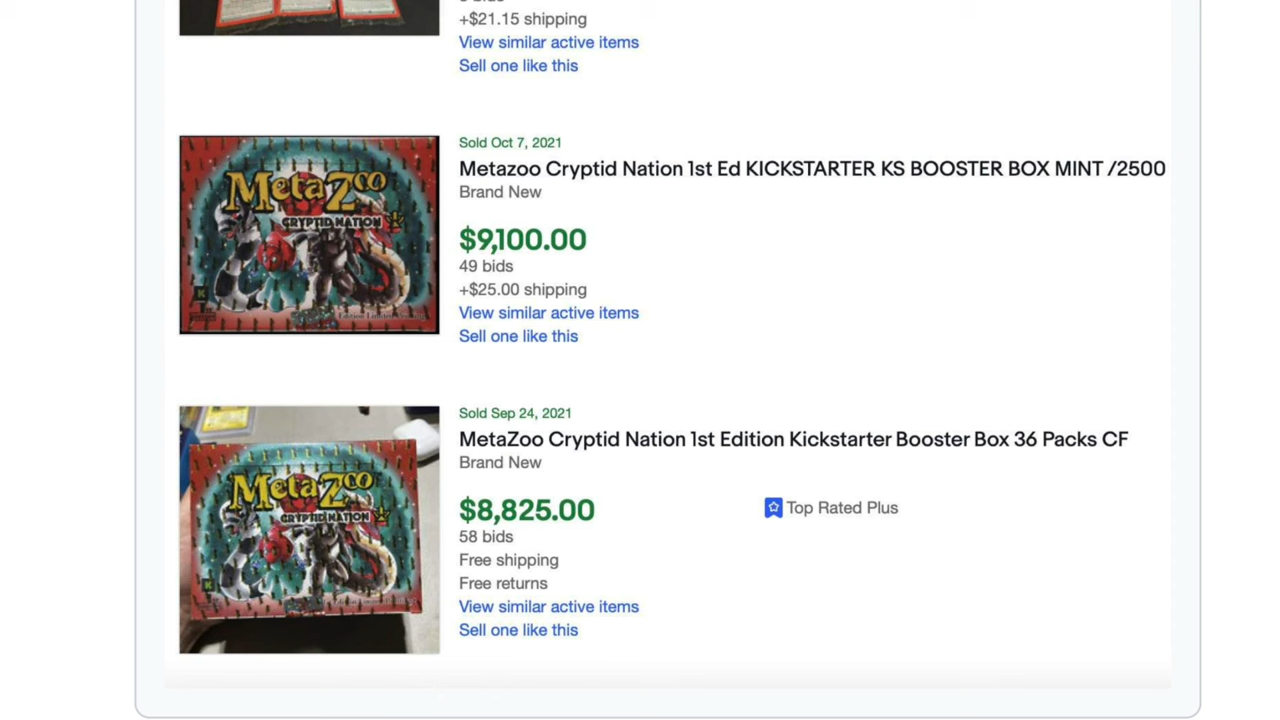 +$21.15 shipping
View similar active items
Sell one like this
Sold Oct 7, 2021
Metazoo Cryptid Nation 1st Ed KICKSTARTER KS BOOSTER BOX MINT /2500
Brand New
MetaZoo
CRYPTID NATION
$9,100.00
49 bids
+$25.00 shipping
View similar active items
Sell one like this
Sold Sep 24, 2021
MetaZoo Cryptid Nation 1st Edition Kickstarter Booster Box 36 Packs CF
Brand New
MetaZoo
CRYPTID NATION
$8,825.00
Top Rated Plus
58 bids
Free shipping
Free returns
View similar active items
Sell one like this